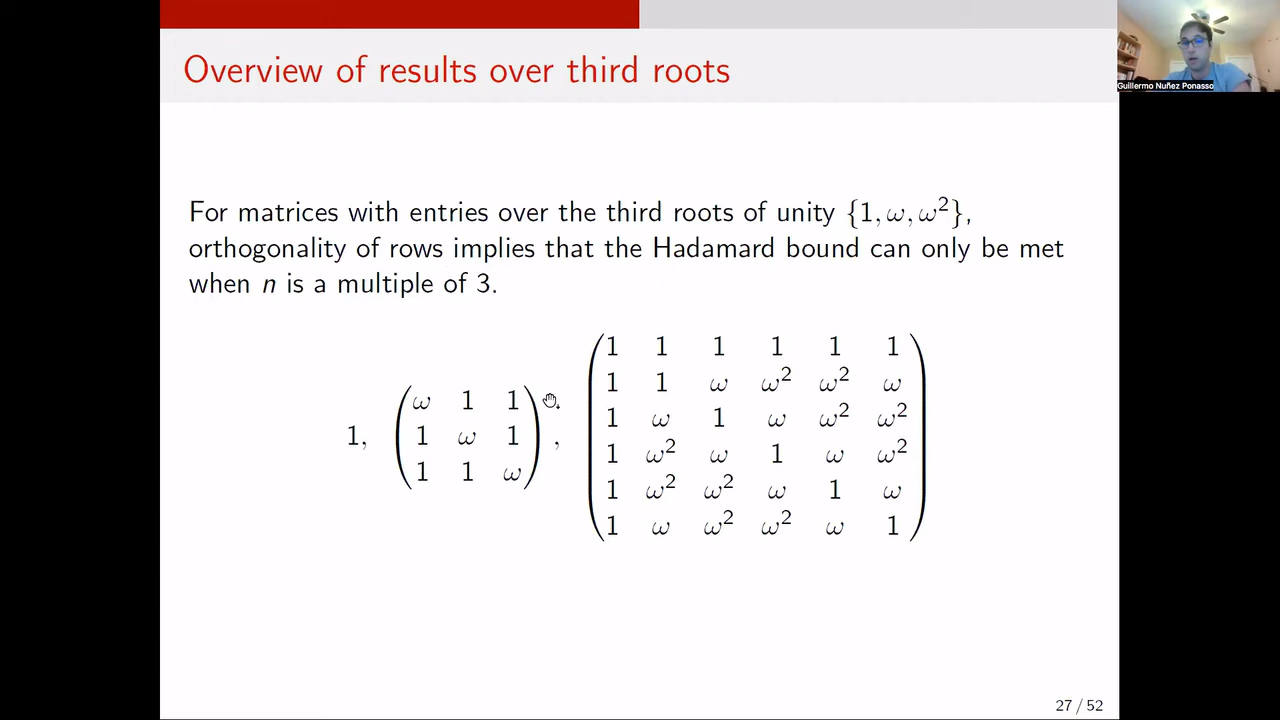 Overview of results over third roots
Guillermo Nuñez Ponasso
For matrices with entries over the third roots of unity {1, ω, ω²},
orthogonality of rows implies that the Hadamard bound can only be met
when n is a multiple of 3.
1,
ω 1 1
1 ω 1
1 1 ω
,
1 1 1 1 1 1
1 1 ω ω² ω² ω
1 ω 1 ω ω² ω²
1 ω² ω 1 ω ω²
1 ω² ω² ω 1 ω
1 ω ω² ω² ω 1
27 / 52